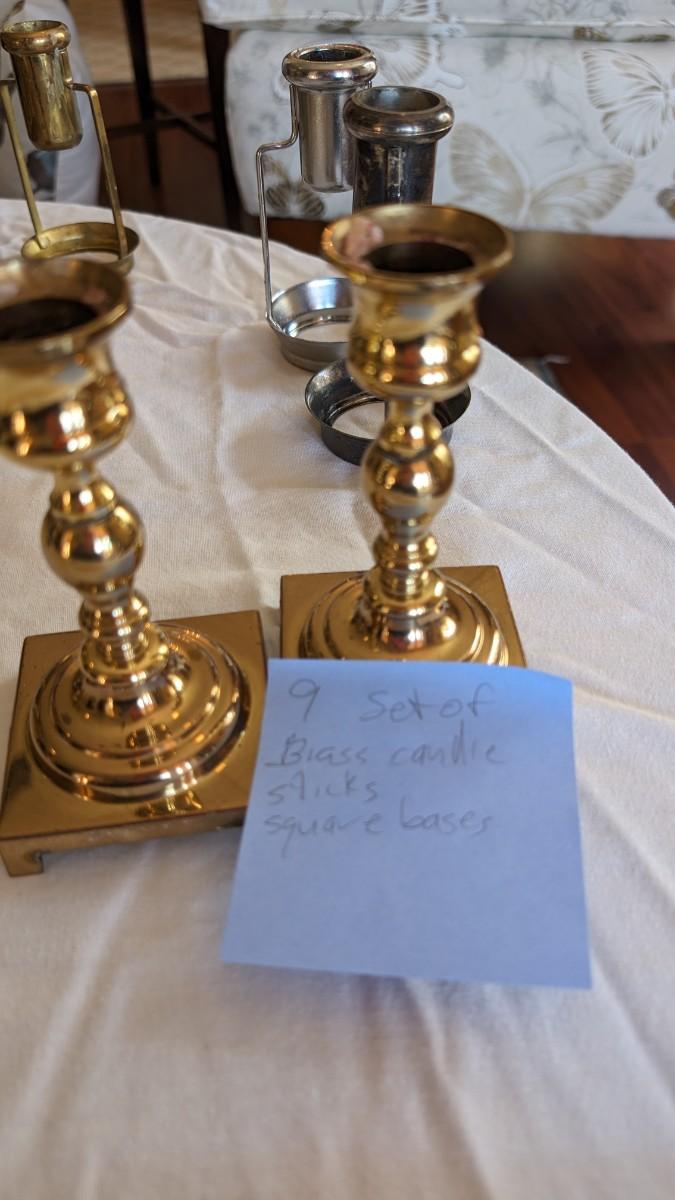 9 Set of
Brass candle
sticks
square bases